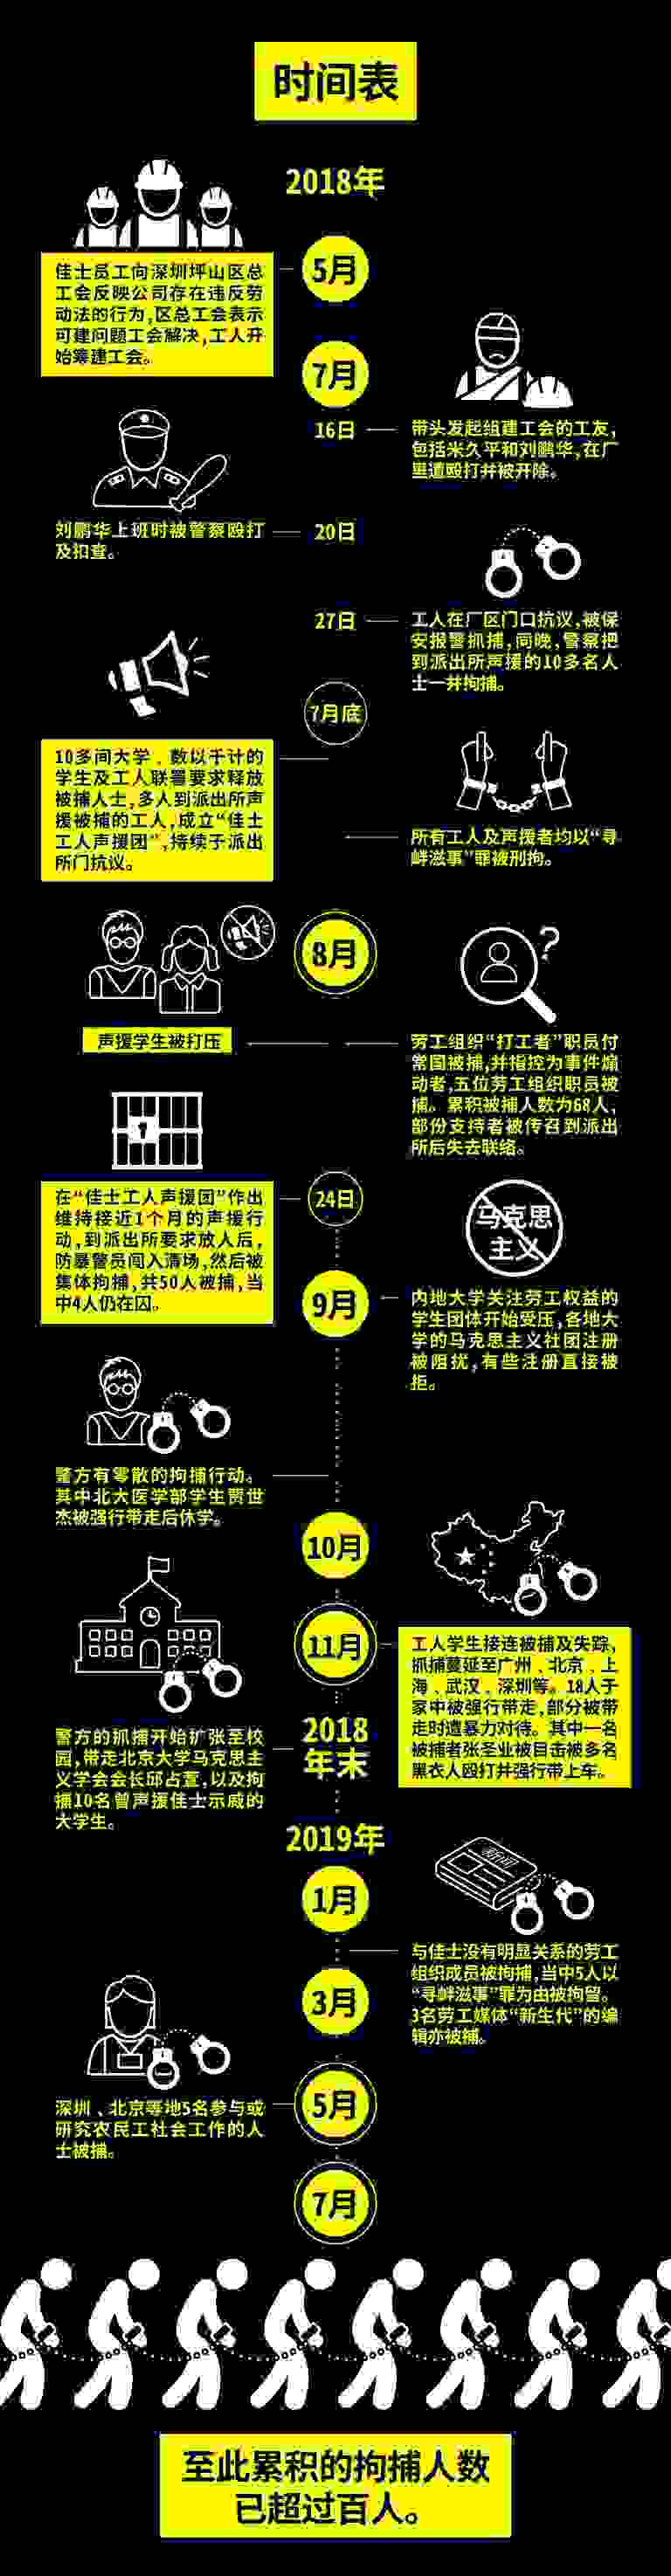 时间表
2018年
5月
佳士员工向深圳坪山区总
工会反映公司存在违反劳
动法的行为,区总工会表示
可建问题工会解决,工人开
始筹建工会。
7月
16日
带头发起组建工会的工友,
包括米久平和刘鹏华,在厂
里遭殴打并被开除。
20日
刘鹏华上班时被警察殴打
及扣查。
27日
工人在厂区门口抗议,被保
安报警抓捕,同晚,警察把
到派出所声援的10多名人
士一并拘捕。
7月底
10多间大学、数以千计的
学生及工人联署要求释放
被捕人士,多人到派出所声
援被捕的工人,成立“佳士
工人声援团”,持续于派出
所门抗议。
所有工人及声援者均以“寻
衅滋事”罪被刑拘。
8月
声援学生被打压
劳工组织“打工者”职员付
常国被捕,并指控为事件煽
动者,五位劳工组织职员被
捕。累积被捕人数为68人,
部份支持者被传召到派出
所后失去联络。
24日
在“佳士工人声援团”作出
维持接近1个月的声援行
动,到派出所要求放人后,
防暴警员闯入清场,然后被
集体拘捕,共50人被捕,当
中4人仍在囚。
马克思
主义
9月
内地大学关注劳工权益的
学生团体开始受压,各地大
学的马克思主义社团注册
被阻扰,有些注册直接被
拒。
警方有零散的拘捕行动。
其中北大医学部学生贾世
杰被强行带走后休学。
10月
11月
工人学生接连被捕及失踪,
抓捕蔓延至广州、北京、上
海、武汉、深圳等。18人于
家中被强行带走,部分被带
走时遭暴力对待。其中一名
被捕者张圣业被目击被多名
黑衣人殴打并强行带上车。
2018
年末
警方的抓捕开始扩张至校
园,带走北京大学马克思主
义学会会长邱占萱,以及拘
捕10名曾声援佳士示威的
大学生。
2019年
1月
新闻
与佳士没有明显关系的劳工
组织成员被拘捕,当中5人以
“寻衅滋事”罪为由被拘留。
3名劳工媒体“新生代”的编
辑亦被捕。
3月
5月
深圳、北京等地5名参与或
研究农民工社会工作的人
士被捕。
7月
至此累积的拘捕人数
已超过百人。